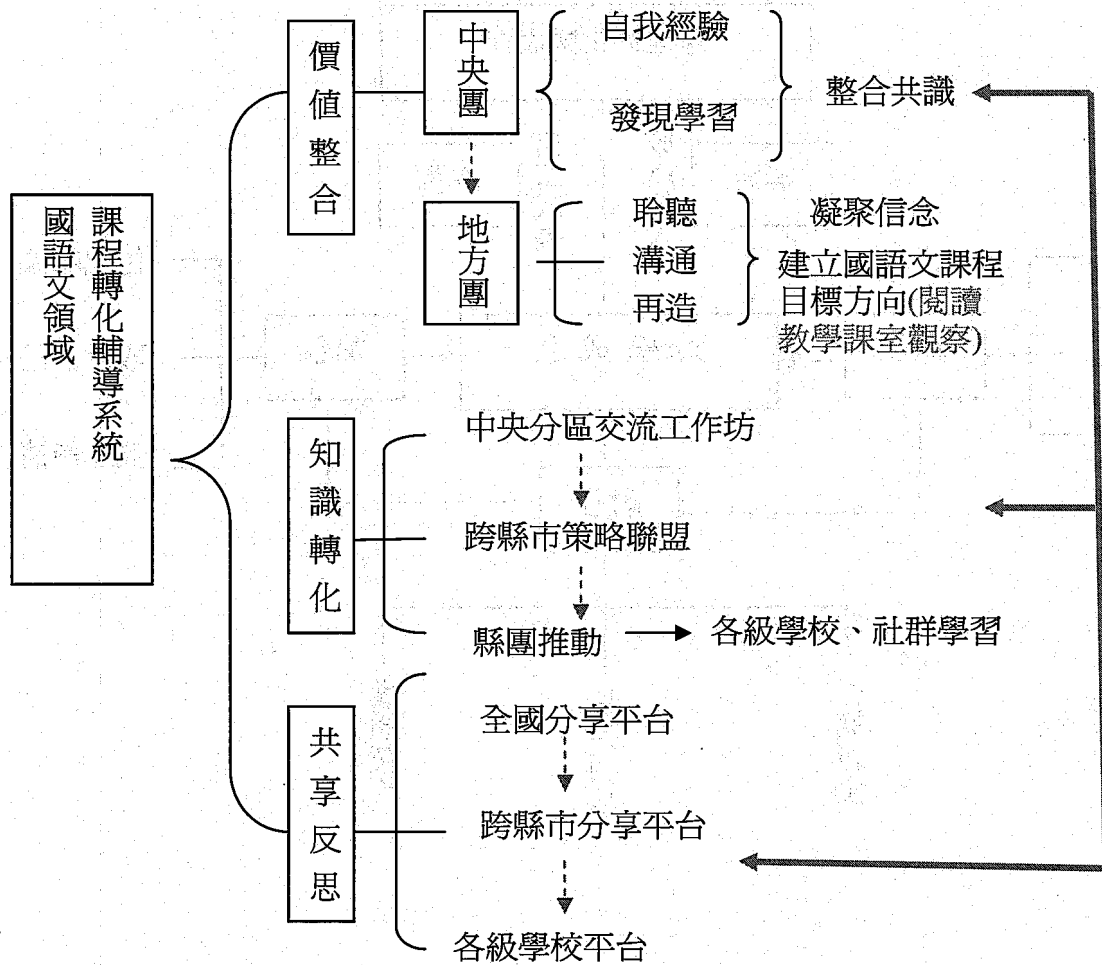 國語文領域
課程轉化輔導系統
價值整合
中央團
自我經驗
發現學習
整合共識
地方團
聆聽
溝通
再造
凝聚信念
建立國語文課程
目標方向(閱讀
教學課室觀察)
知識轉化
中央分區交流工作坊
跨縣市策略聯盟
縣團推動
各級學校、社群學習
共享反思
全國分享平台
跨縣市分享平台
各級學校平台